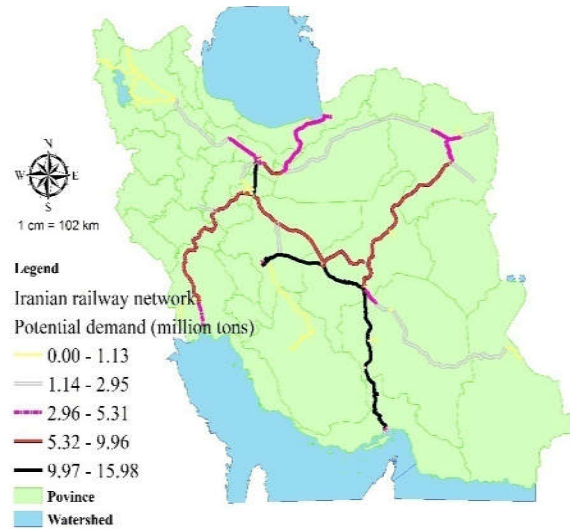 N
W E
S
1 cm = 102 km
Legend
Iranian railway network
Potential demand (million tons)
0.00 - 1.13
1.14 - 2.95
2.96 - 5.31
5.32 - 9.96
9.97 - 15.98
Povince
Watershed